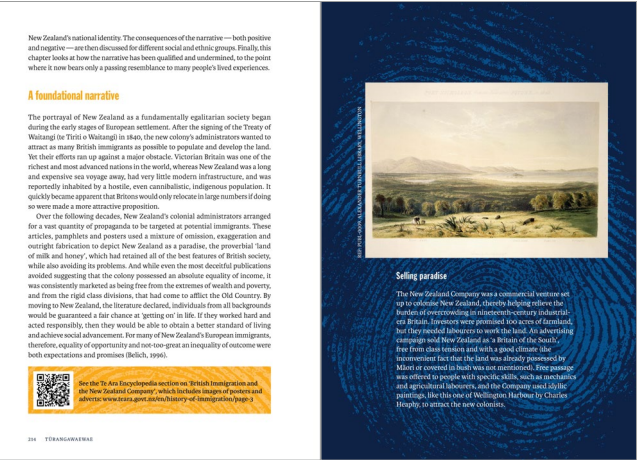 New Zealand's national identity. The consequences of the narrative — both positive
and negative — are then discussed for different social and ethnic groups. Finally, this
chapter looks at how the narrative has been qualified and undermined, to the point
where it now bears only a passing resemblance to many people's lived experiences.
A foundational narrative
The portrayal of New Zealand as a fundamentally egalitarian society began
during the early stages of European settlement. After the signing of the Treaty of
Waitangi (te Tiriti o Waitangi) in 1840, the new colony's administrators wanted to
attract as many British immigrants as possible to populate and develop the land.
Yet their efforts ran up against a major obstacle. Victorian Britain was one of the
richest and most advanced nations in the world, whereas New Zealand was a long
and expensive sea voyage away, had very little modern infrastructure, and was
reportedly inhabited by a hostile, even cannibalistic, indigenous population. It
quickly became apparent that Britons would only relocate in large numbers if doing
so were made a more attractive proposition.
Over the following decades, New Zealand's colonial administrators arranged
for a vast quantity of propaganda to be targeted at potential immigrants. These
articles, pamphlets and posters used a mixture of omission, exaggeration and
outright fabrication to depict New Zealand as a paradise, the proverbial 'land
of milk and honey', which had retained all of the best features of British society,
while also avoiding its problems. And while even the most deceitful publications
avoided suggesting that the colony possessed an absolute equality of income, it
was consistently marketed as being free from the extremes of wealth and poverty,
and from the rigid class divisions, that had come to afflict the Old Country. By
moving to New Zealand, the literature declared, individuals from all backgrounds
would be guaranteed a fair chance at 'getting on' in life. If they worked hard and
acted responsibly, then they would be able to obtain a better standard of living
and achieve social advancement. For many of New Zealand's European immigrants,
therefore, equality of opportunity and not-too-great an inequality of outcome were
both expectations and promises (Belich, 1996).
See the Te Ara Encyclopedia section on 'British Immigration and
the New Zealand Company', which includes images of posters and
adverts: www.teara.govt.nz/en/history-of-immigration/page-3
234 TŪRANGAWAEWAE
ALEXANDER TURNBULL LIBRARY, WELLINGTON
Selling paradise
The New Zealand Company was a commercial venture set
up to colonise New Zealand, thereby helping relieve the
burden of overcrowding in nineteenth-century industrial-
era Britain. Investors were promised 100 acres of farmland,
but they needed labourers to work the land. An advertising
campaign sold New Zealand as 'a Britain of the South',
free from class tension and with a good climate (the
inconvenient fact that the land was already possessed by
Māori or covered in bush was not mentioned). Free passage
was offered to people with specific skills, such as mechanics
and agricultural labourers, and the Company used idyllic
paintings, like this one of Wellington Harbour by Charles
Heaphy, to attract the new colonists.